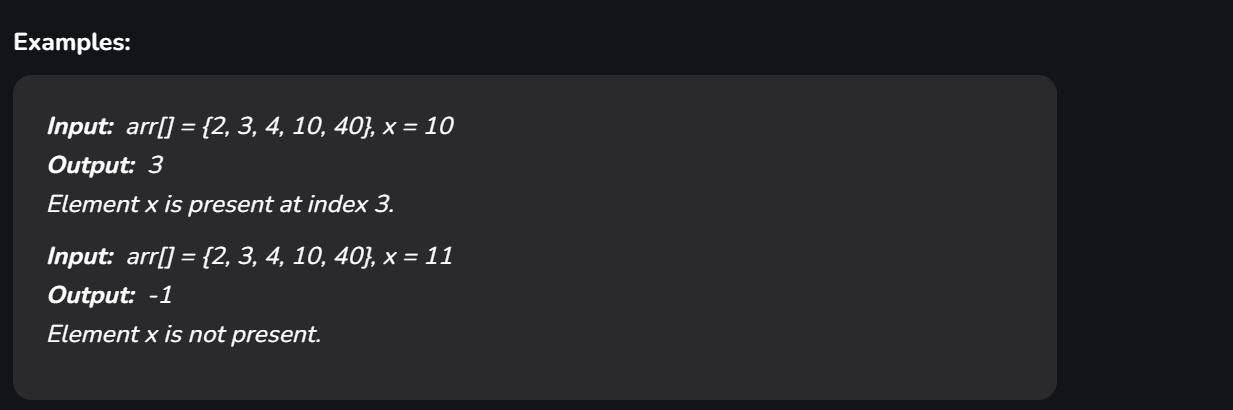 Examples:
Input: arr[] = {2, 3, 4, 10, 40}, x = 10
Output: 3
Element x is present at index 3.
Input: arr[] = {2, 3, 4, 10, 40}, x = 11
Output: -1
Element x is not present.